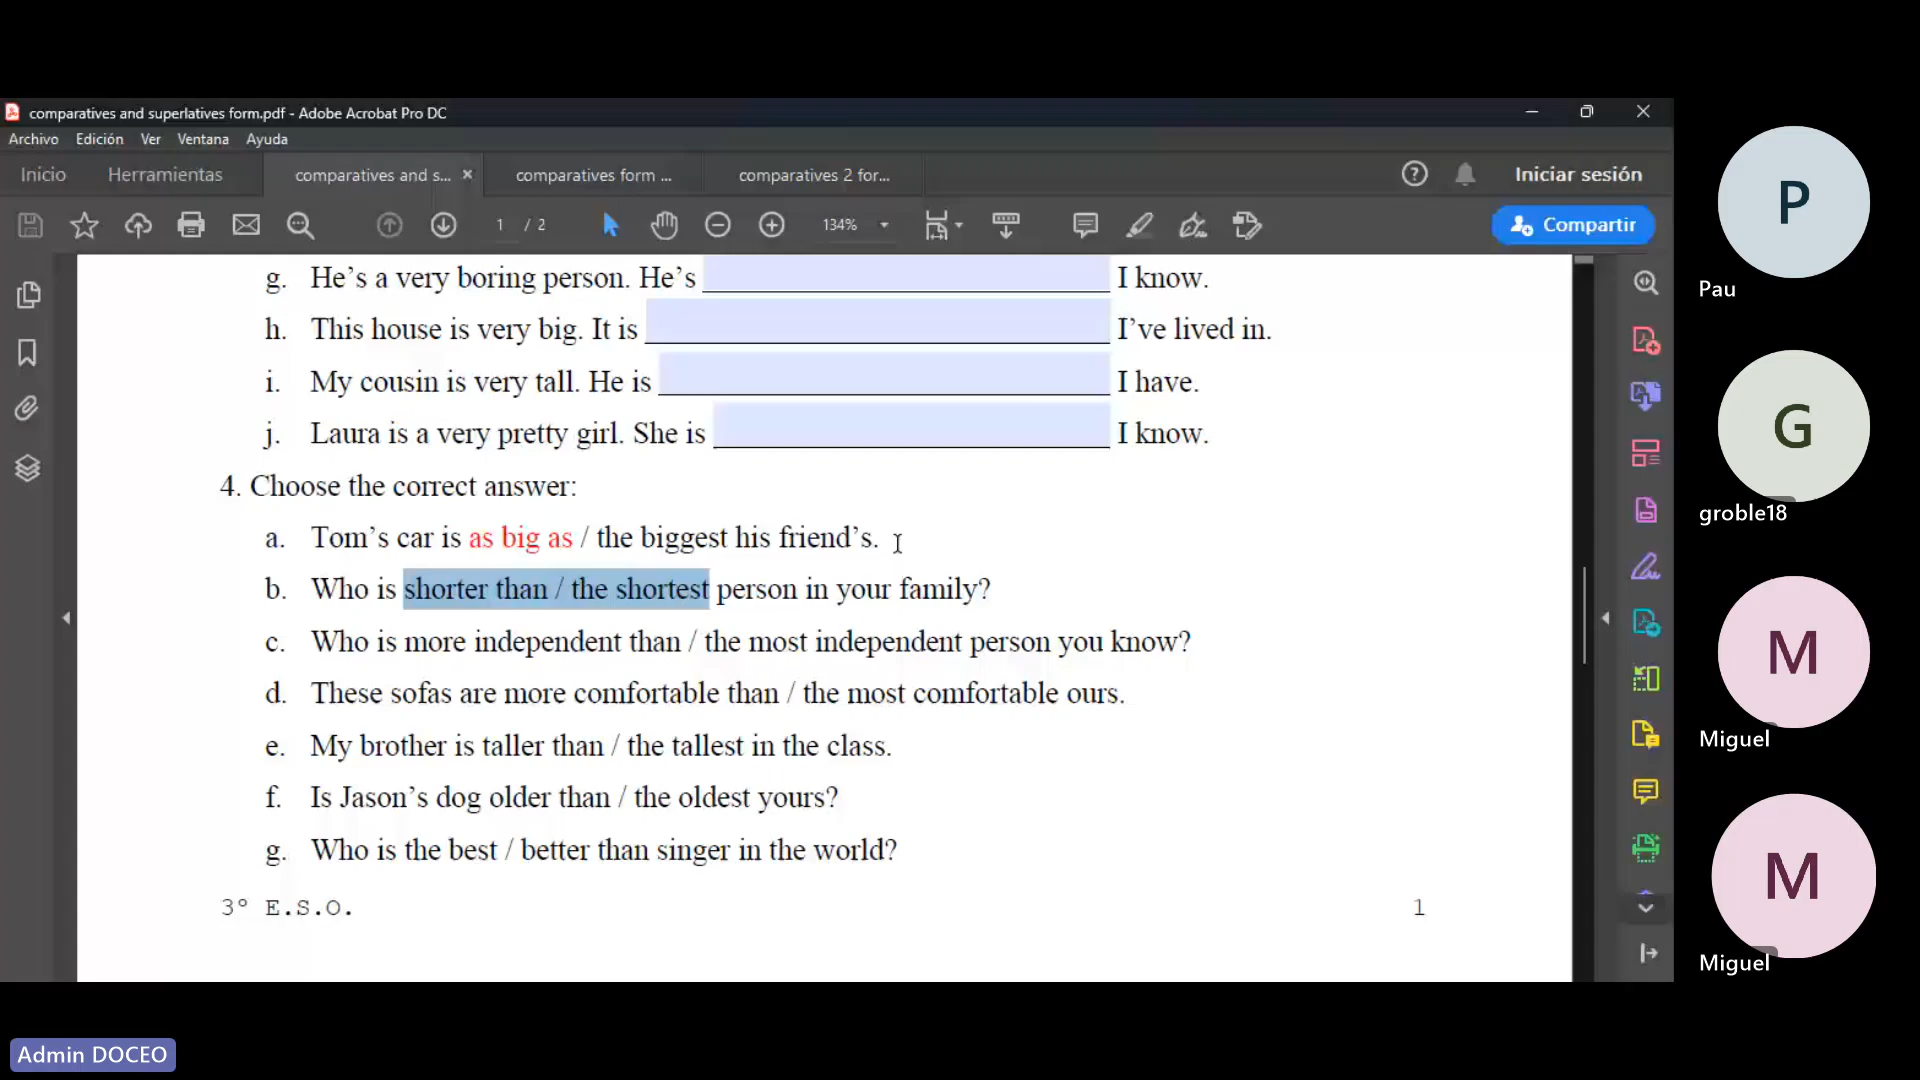 comparatives and superlatives form.pdf - Adobe Acrobat Pro DC
Archivo Edición Ver Ventana Ayuda
Inicio Herramientas comparatives and s... × comparatives form ... comparatives 2 for... Iniciar sesión
1 / 2 134% Compartir
g. He's a very boring person. He's I know.
h. This house is very big. It is I've lived in.
i. My cousin is very tall. He is I have.
j. Laura is a very pretty girl. She is I know.
4. Choose the correct answer:
a. Tom's car is as big as / the biggest his friend's.
b. Who is shorter than / the shortest person in your family?
c. Who is more independent than / the most independent person you know?
d. These sofas are more comfortable than / the most comfortable ours.
e. My brother is taller than / the tallest in the class.
f. Is Jason's dog older than / the oldest yours?
g. Who is the best / better than singer in the world?
3º E.S.O. 1
P
Pau
G
groble18
M
Miguel
M
Miguel
Admin DOCEO